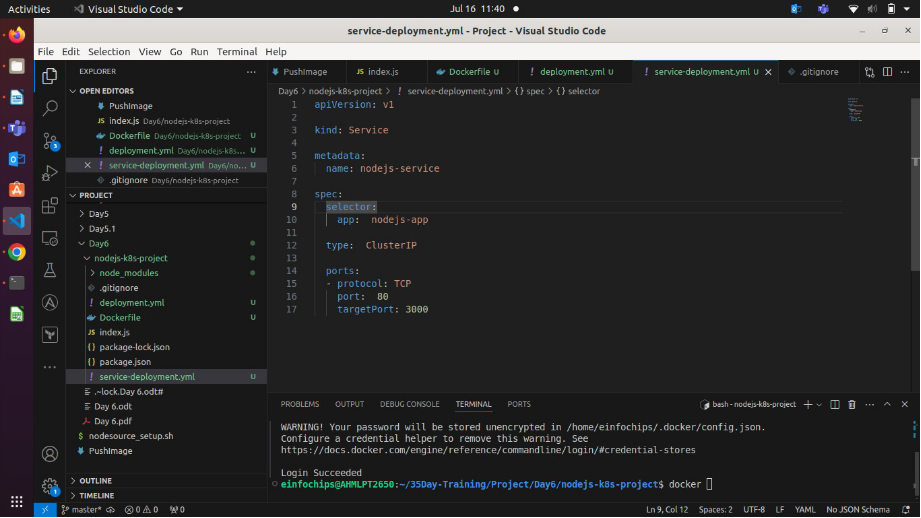 Activities
Visual Studio Code
Jul 16 11:40
service-deployment.yml - Project - Visual Studio Code
File Edit Selection View Go Run Terminal Help
EXPLORER
PushImage
JS index.js
Dockerfile U
! deployment.yml U
! service-deployment.yml U
.gitignore
OPEN EDITORS
PushImage
JS index.js Day6/nodejs-k8s-project
Dockerfile Day6/nodejs-k8s-project U
! deployment.yml Day6/nodejs-k8s... U
! service-deployment.yml Day6/no... U
.gitignore Day6/nodejs-k8s-project
PROJECT
Day5
Day5.1
Day6
nodejs-k8s-project
node_modules
.gitignore
! deployment.yml U
Dockerfile U
JS index.js
{} package-lock.json
{} package.json
! service-deployment.yml U
.~lock.Day 6.odt#
Day 6.odt
Day 6.pdf
$ nodesource_setup.sh
PushImage
OUTLINE
TIMELINE
3
1
Day6 > nodejs-k8s-project > ! service-deployment.yml > {} spec > {} selector
1 apiVersion: v1
2
3 kind: Service
4
5 metadata:
6 name: nodejs-service
7
8 spec:
9 selector:
10 app: nodejs-app
11
12 type: ClusterIP
13
14 ports:
15 - protocol: TCP
16 port: 80
17 targetPort: 3000
PROBLEMS OUTPUT DEBUG CONSOLE TERMINAL PORTS
bash - nodejs-k8s-project
WARNING! Your password will be stored unencrypted in /home/einfochips/.docker/config.json.
Configure a credential helper to remove this warning. See
https://docs.docker.com/engine/reference/commandline/login/#credential-stores
Login Succeeded
einfochips@AHMLPT2650:~/35Day-Training/Project/Day6/nodejs-k8s-project$ docker
master* 0 0 0 Ln 9, Col 12 Spaces: 2 UTF-8 LF YAML No JSON Schema